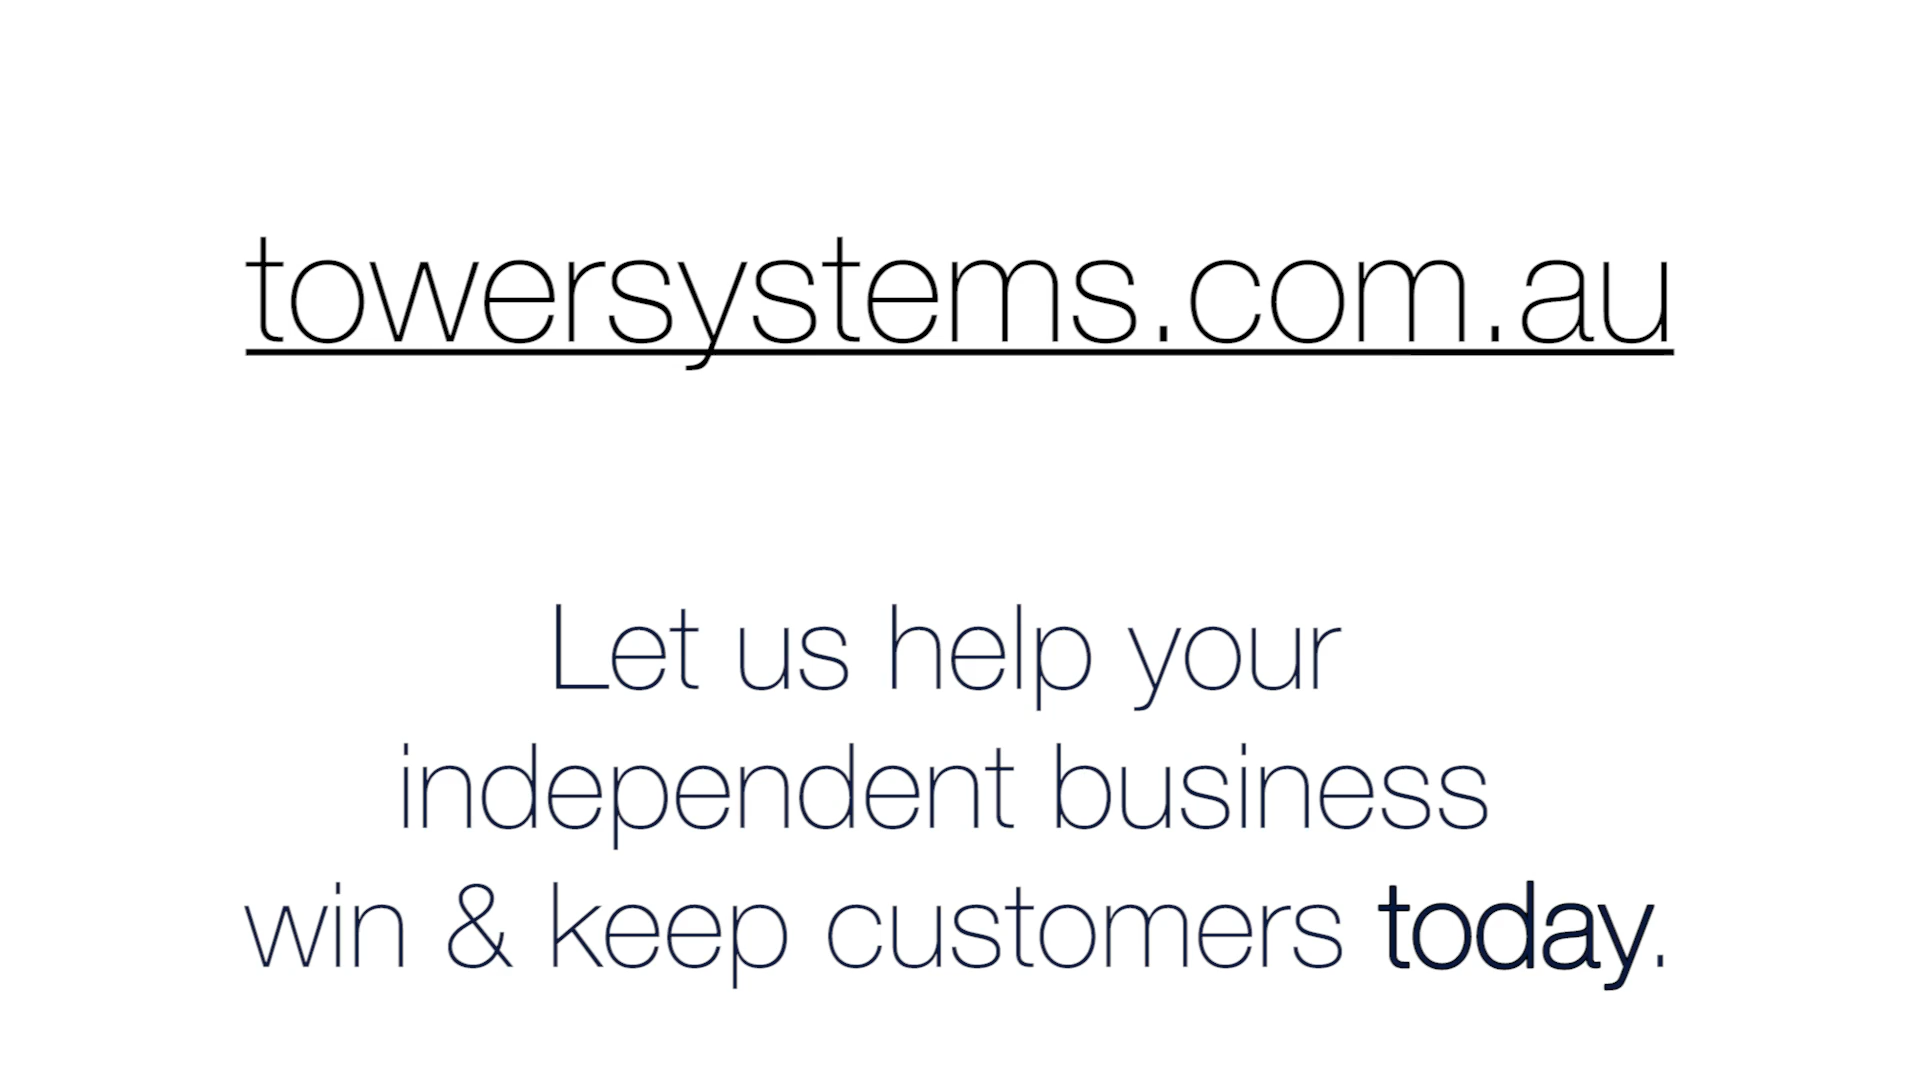 towersystems.com.au
Let us help your
independent business
win & keep customers today.